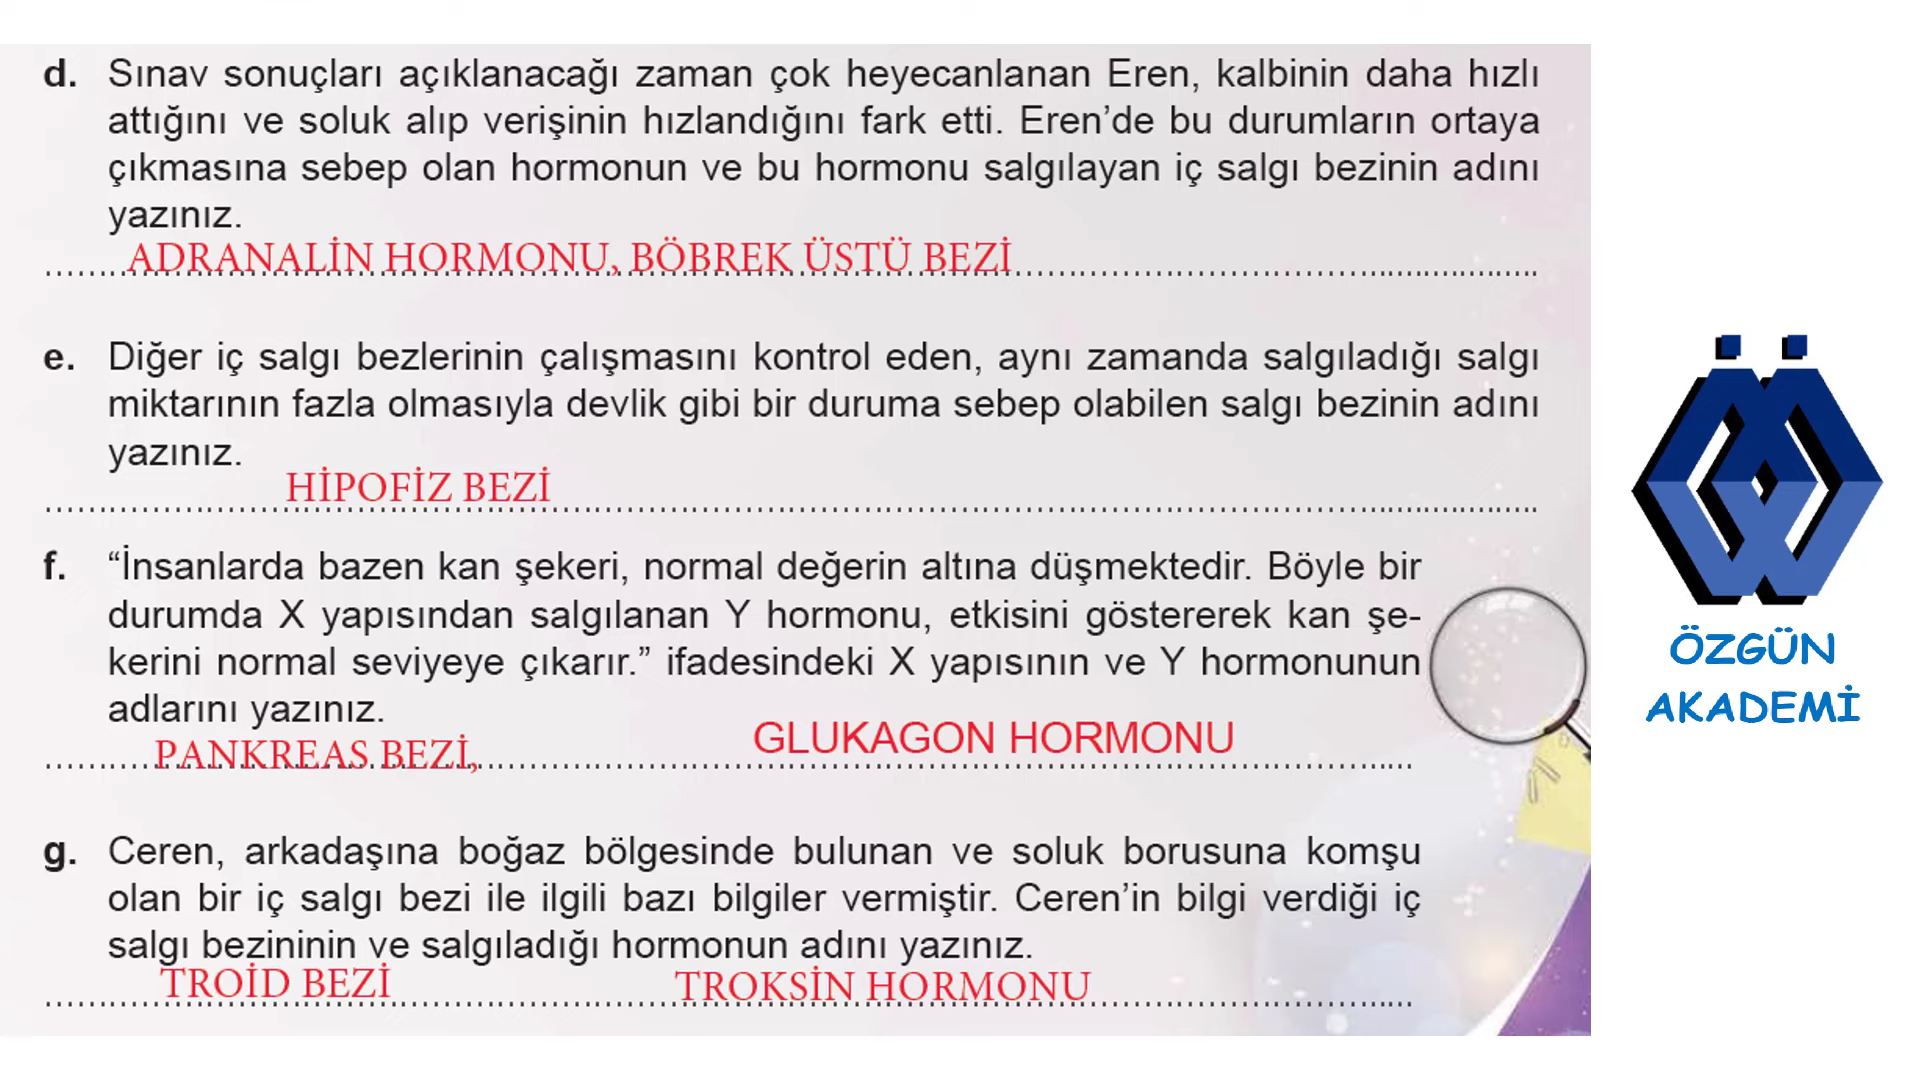 d. Sınav sonuçları açıklanacağı zaman çok heyecanlanan Eren, kalbinin daha hızlı
attığını ve soluk alıp verişinin hızlandığını fark etti. Eren’de bu durumların ortaya
çıkmasına sebep olan hormonun ve bu hormonu salgılayan iç salgı bezinin adını
yazınız.
ADRANALİN HORMONU, BÖBREK ÜSTÜ BEZİ
e. Diğer iç salgı bezlerinin çalışmasını kontrol eden, aynı zamanda salgıladığı salgı
miktarının fazla olmasıyla devlik gibi bir duruma sebep olabilen salgı bezinin adını
yazınız.
HİPOFİZ BEZİ
f. “İnsanlarda bazen kan şekeri, normal değerin altına düşmektedir. Böyle bir
durumda X yapısından salgılanan Y hormonu, etkisini göstererek kan şe-
kerini normal seviyeye çıkarır.” ifadesindeki X yapısının ve Y hormonunun
adlarını yazınız.
PANKREAS BEZİ, GLUKAGON HORMONU
g. Ceren, arkadaşına boğaz bölgesinde bulunan ve soluk borusuna komşu
olan bir iç salgı bezi ile ilgili bazı bilgiler vermiştir. Ceren’in bilgi verdiği iç
salgı bezininin ve salgıladığı hormonun adını yazınız.
TROİD BEZİ TROKSİN HORMONU
ÖZGÜN
AKADEMİ